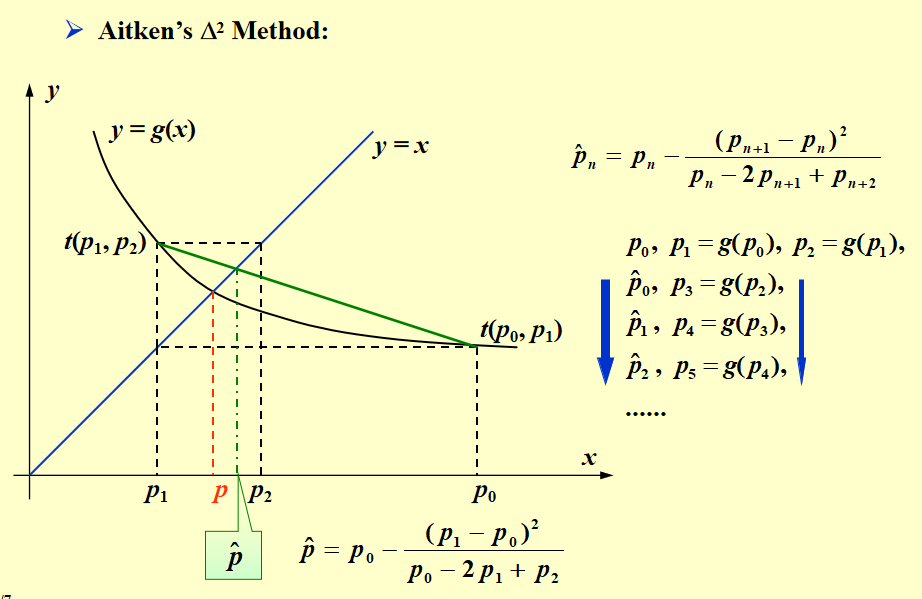 ➢ Aitken's Δ² Method:
y
y = g(x)
y = x
t(p₁, p₂)
t(p₀, p₁)
x
p₁ p p₂ p₀
p̂
p̂ = p₀ − (p₁ − p₀)² / (p₀ − 2p₁ + p₂)
p̂ₙ = pₙ − (pₙ₊₁ − pₙ)² / (pₙ − 2pₙ₊₁ + pₙ₊₂)
p₀, p₁ = g(p₀), p₂ = g(p₁),
p̂₀, p₃ = g(p₂),
p̂₁, p₄ = g(p₃),
p̂₂, p₅ = g(p₄),
......